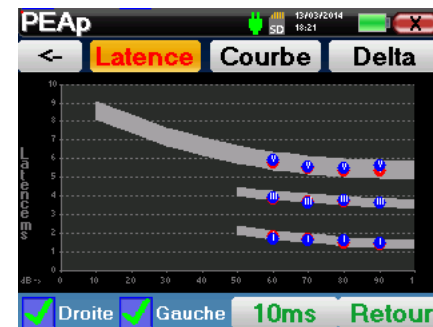 PEAp SD 13/03/2014 18:21 X
<- Latence Courbe Delta
10
9
8
7
6
5
4
3
2
1
0
Latence ms
V V V V
III III III III
I I I I
dB -> 0 10 20 30 40 50 60 70 80 90 1
Droite Gauche 10ms Retour